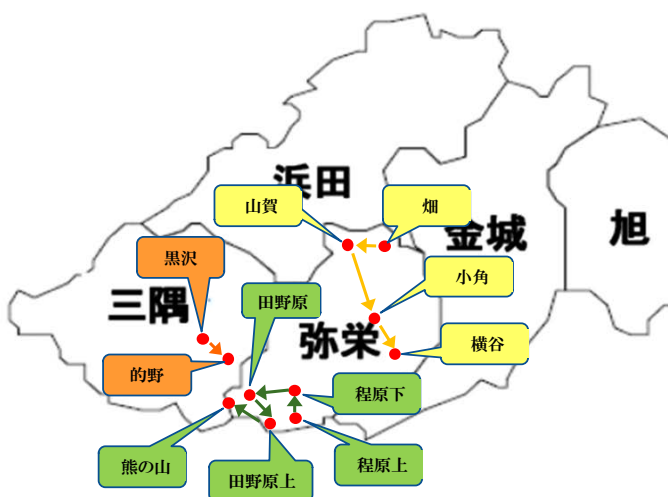 浜田
山賀
畑
金城
旭
黒沢
小角
三隅
田野原
弥栄
横谷
的野
程原下
熊の山
田野原上
程原上